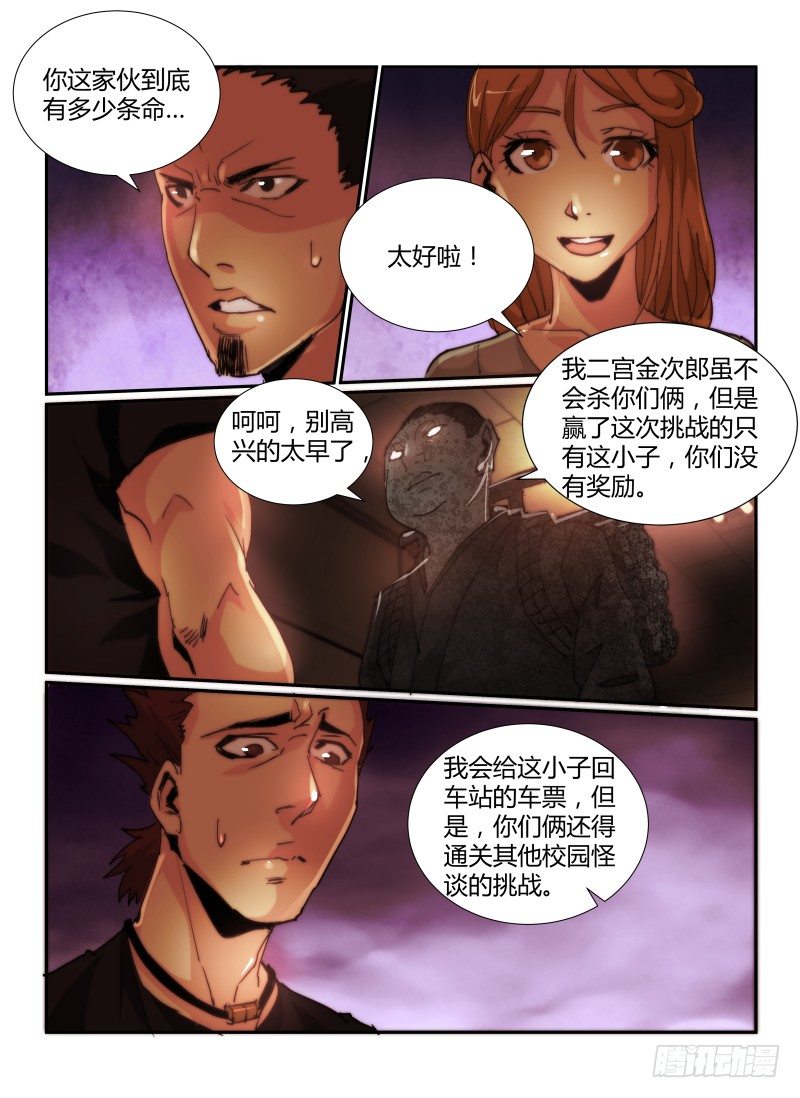 你这家伙到底
有多少条命…
太好啦！
呵呵，别高
兴的太早了，
我二宫金次郎虽不
会杀你们俩，但是
赢了这次挑战的只
有这小子，你们没
有奖励。
我会给这小子回
车站的车票，但
是，你们俩还得
通关其他校园怪
谈的挑战。
腾讯动漫